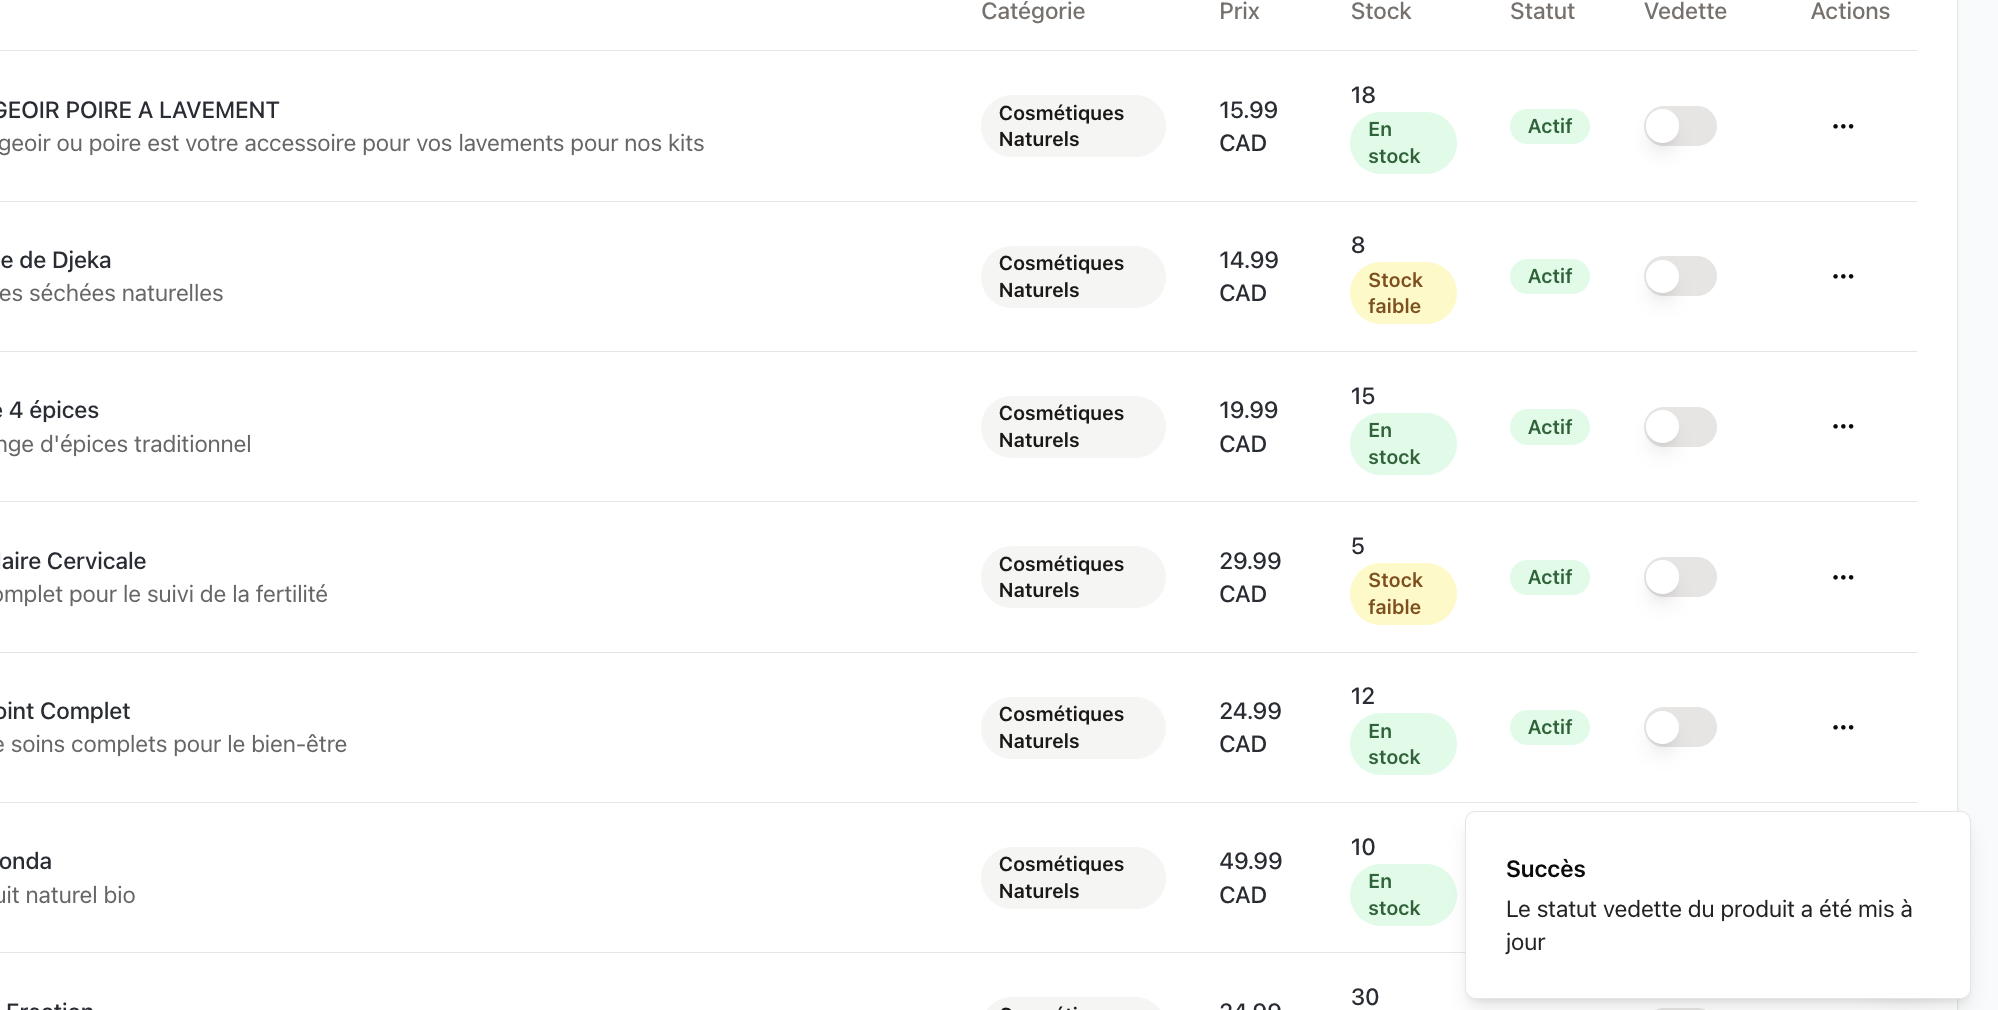 Catégorie Prix Stock Statut Vedette Actions
GEOIR POIRE A LAVEMENT
geoir ou poire est votre accessoire pour vos lavements pour nos kits
Cosmétiques
Naturels
15.99
CAD
18
En
stock
Actif
e de Djeka
es séchées naturelles
Cosmétiques
Naturels
14.99
CAD
8
Stock
faible
Actif
e 4 épices
nge d'épices traditionnel
Cosmétiques
Naturels
19.99
CAD
15
En
stock
Actif
laire Cervicale
omplet pour le suivi de la fertilité
Cosmétiques
Naturels
29.99
CAD
5
Stock
faible
Actif
oint Complet
e soins complets pour le bien-être
Cosmétiques
Naturels
24.99
CAD
12
En
stock
Actif
onda
uit naturel bio
Cosmétiques
Naturels
49.99
CAD
10
En
stock
Succès
Le statut vedette du produit a été mis à
jour
30